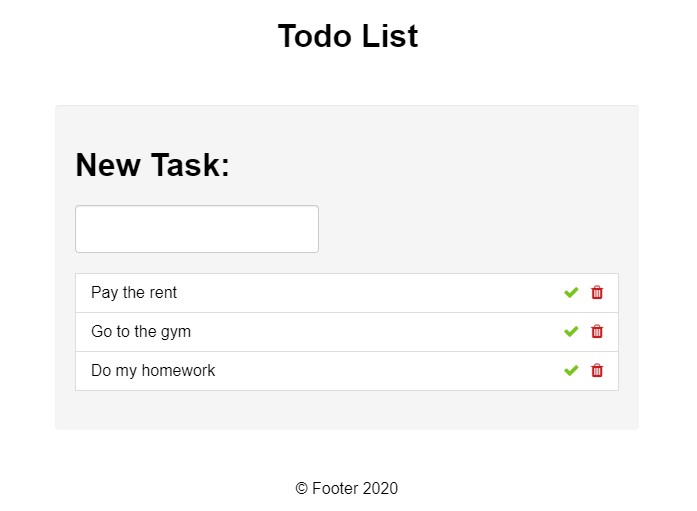 Todo List
New Task:
Pay the rent
Go to the gym
Do my homework
© Footer 2020